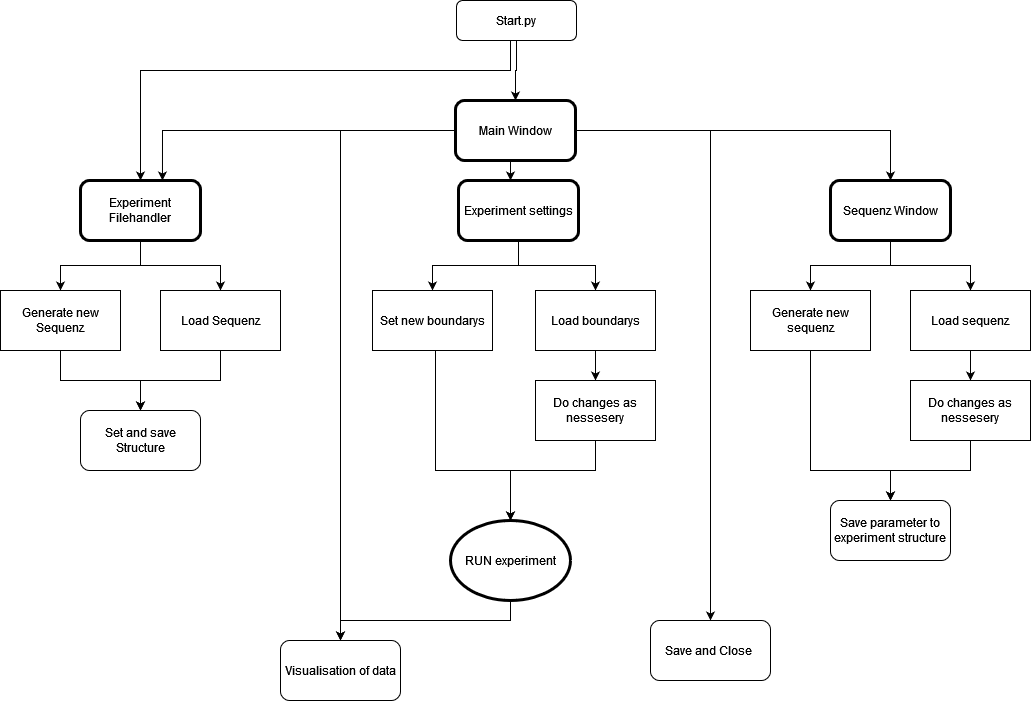 Start.py
Main Window
Experiment
Filehandler
Experiment settings
Sequenz Window
Generate new
Sequenz
Load Sequenz
Set new boundarys
Load boundarys
Generate new
sequenz
Load sequenz
Do changes as
nessesery
Do changes as
nessesery
Set and save
Structure
Save parameter to
experiment structure
RUN experiment
Visualisation of data
Save and Close